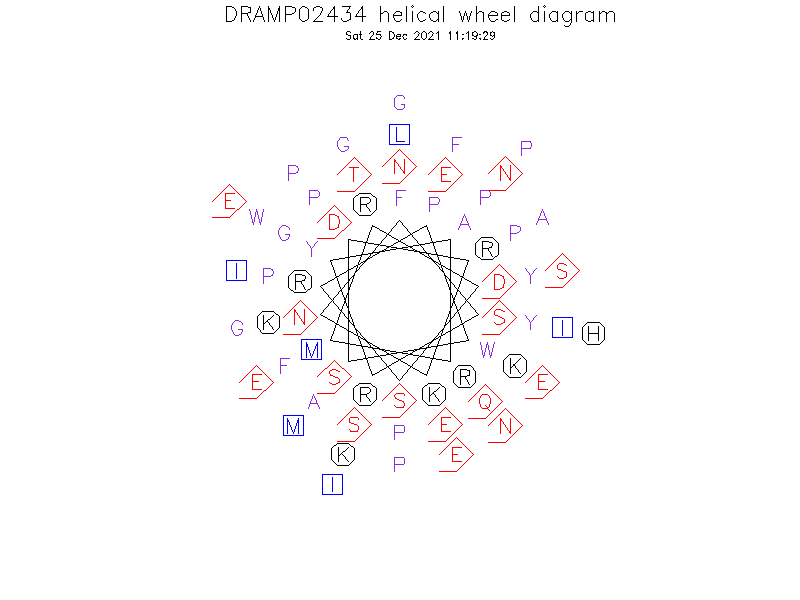 DRAMP02434 helical wheel diagram
Sat 25 Dec 2021 11:19:29
G
L
G F P
P T N E N
E P R F P P
W D A A
G P
Y R
I P R D Y S
G K N S Y I H
M W
E F S R K E
A R S K Q
M S P E N
K P E
I